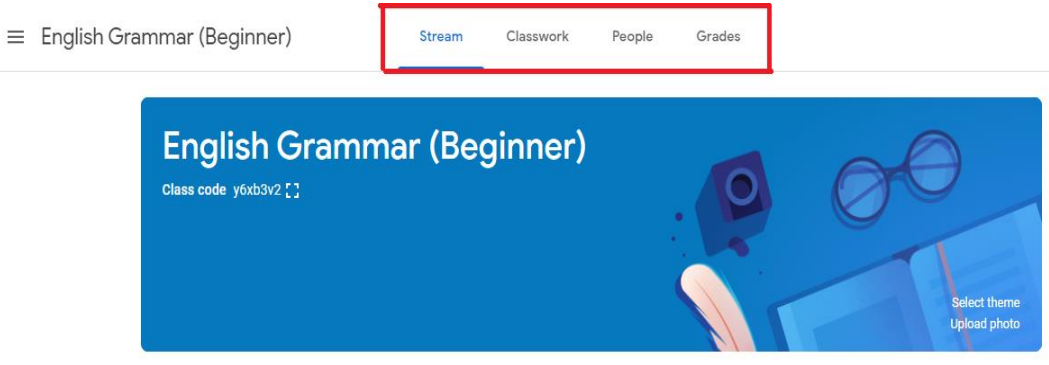 English Grammar (Beginner)
Stream Classwork People Grades
English Grammar (Beginner)
Class code y6xb3v2
Select theme
Upload photo